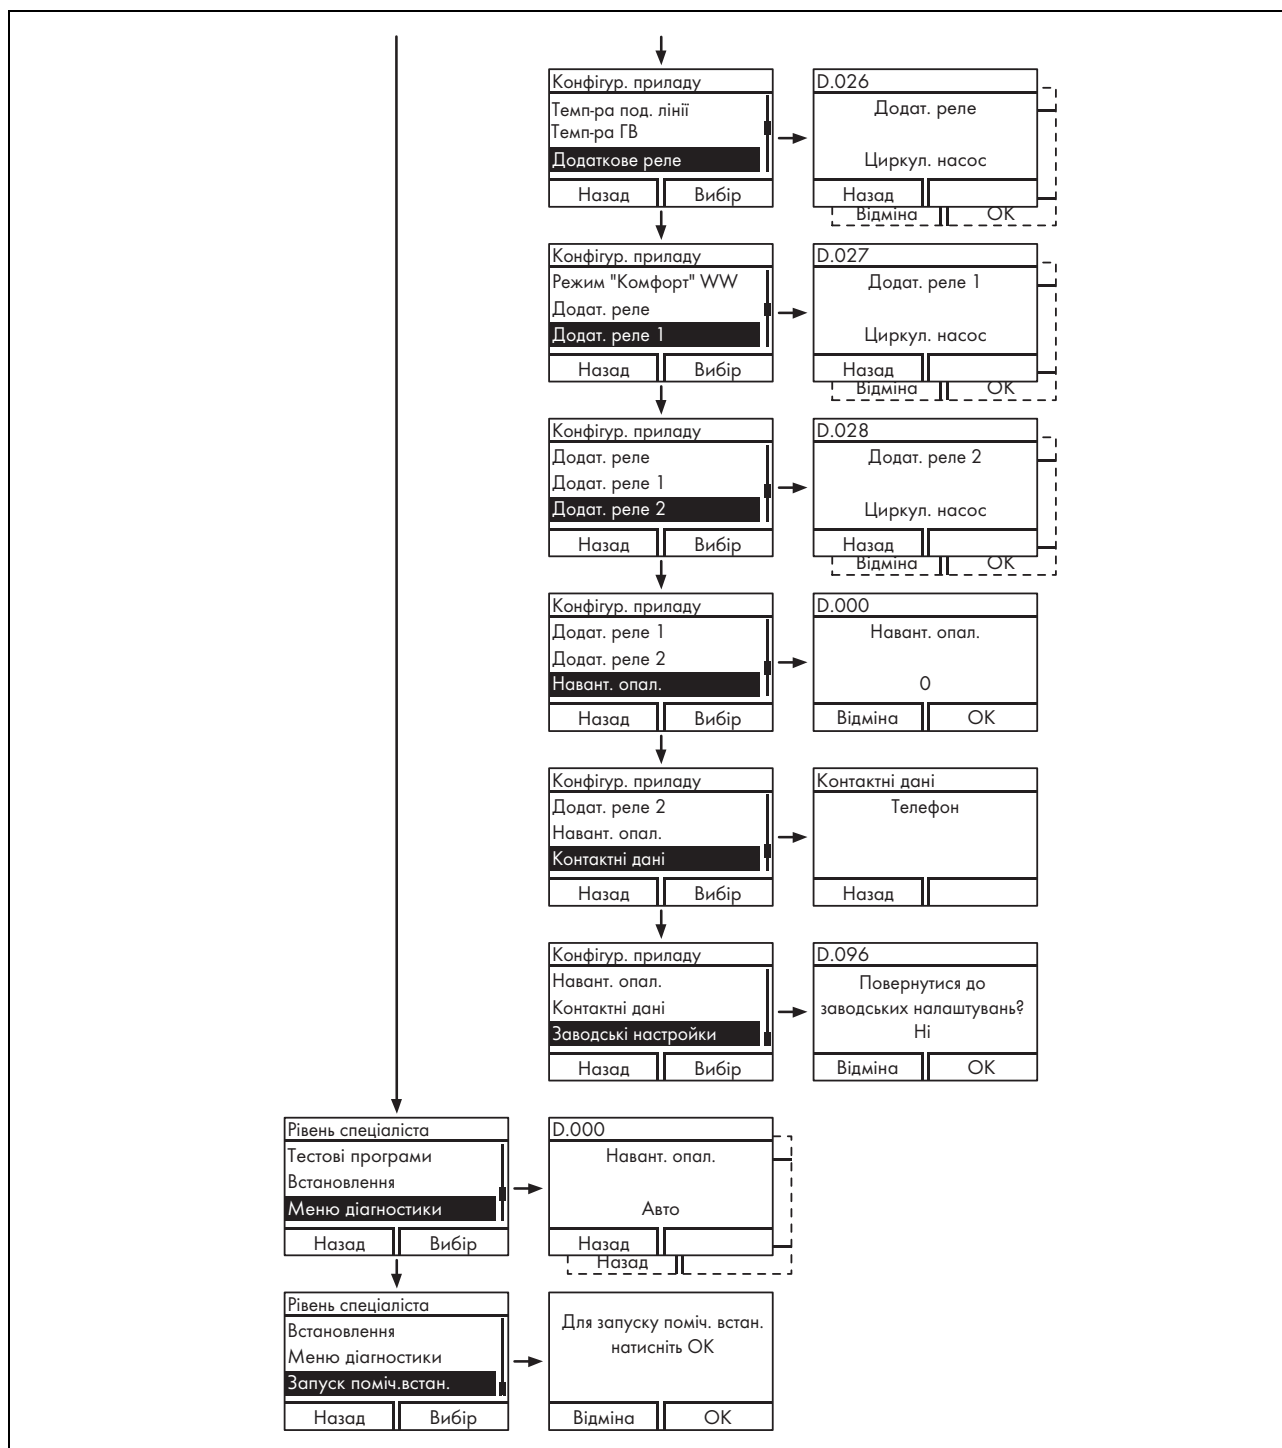 Конфігур. приладу
Темп-ра под. лінії
Темп-ра ГВ
Додаткове реле
Назад
Вибір
D.026
Додат. реле
Циркул. насос
Назад
Відміна
OK
Конфігур. приладу
Режим "Комфорт" WW
Додат. реле
Додат. реле 1
Назад
Вибір
D.027
Додат. реле 1
Циркул. насос
Назад
Відміна
OK
Конфігур. приладу
Додат. реле
Додат. реле 1
Додат. реле 2
Назад
Вибір
D.028
Додат. реле 2
Циркул. насос
Назад
Відміна
OK
Конфігур. приладу
Додат. реле 1
Додат. реле 2
Навант. опал.
Назад
Вибір
D.000
Навант. опал.
0
Відміна
OK
Конфігур. приладу
Додат. реле 2
Навант. опал.
Контактні дані
Назад
Вибір
Контактні дані
Телефон
Назад
Конфігур. приладу
Навант. опал.
Контактні дані
Заводські настройки
Назад
Вибір
D.096
Повернутися до
заводських налаштувань?
Ні
Відміна
OK
Рівень спеціаліста
Тестові програми
Встановлення
Меню діагностики
Назад
Вибір
D.000
Навант. опал.
Авто
Назад
Назад
Рівень спеціаліста
Встановлення
Меню діагностики
Запуск поміч.встан.
Назад
Вибір
Для запуску поміч. встан.
натисніть OK
Відміна
OK